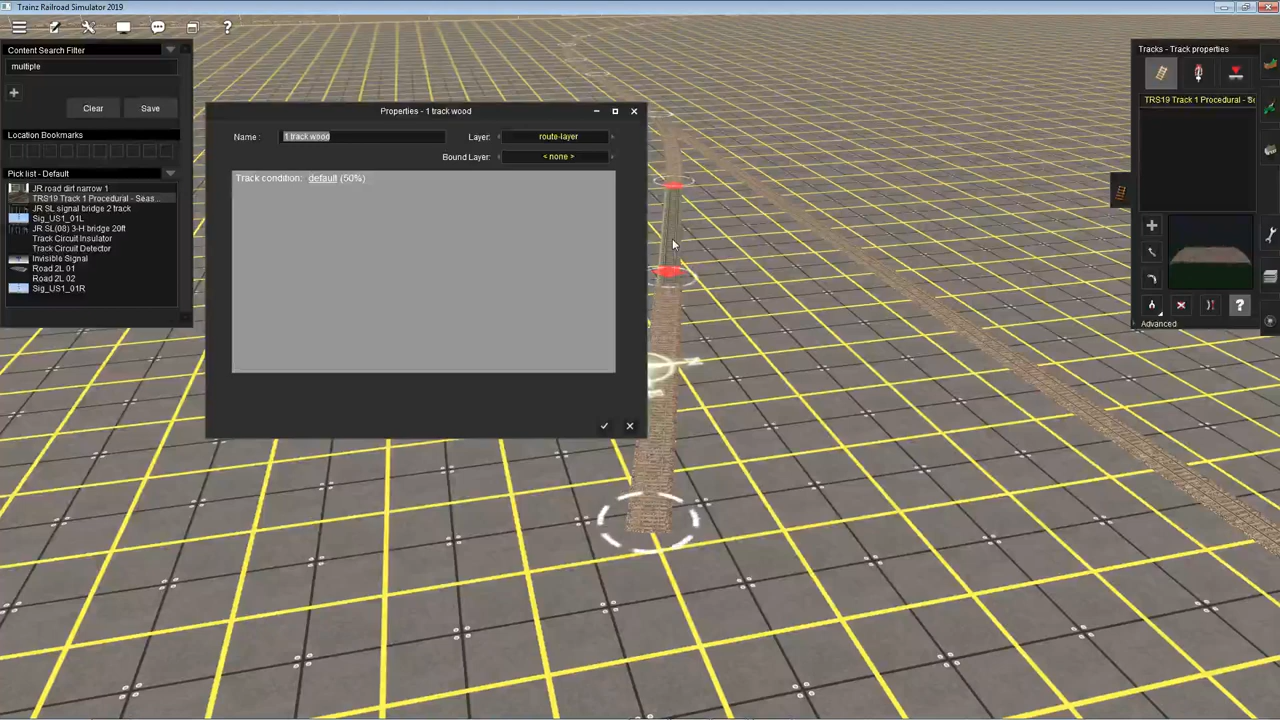 Trainz Railroad Simulator 2019
Content Search Filter
multiple
Clear
Save
Location Bookmarks
Pick list - Default
JR road dirt narrow 1
TRS19 Track 1 Procedural - Seas...
JR SL signal bridge 2 track
Sig_US1_01L
JR SL(08) 3-H bridge 20ft
Track Circuit Insulator
Track Circuit Detector
Invisible Signal
Road 2L 01
Road 2L 02
Sig_US1_01R
Properties - 1 track wood
Name :
1 track wood
Layer:
route-layer
Bound Layer:
< none >
Track condition: default (50%)
Tracks - Track properties
TRS19 Track 1 Procedural - Se
Advanced